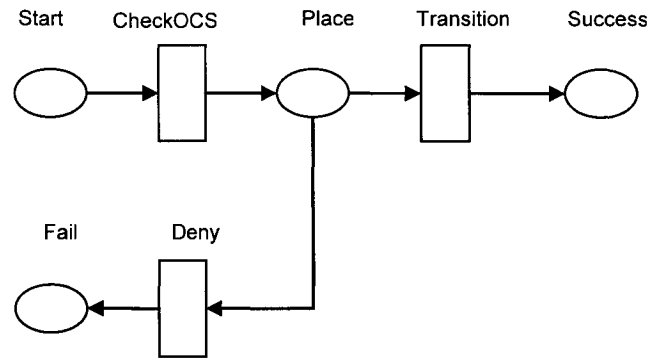 Start
CheckOCS
Place
Transition
Success
Fail
Deny